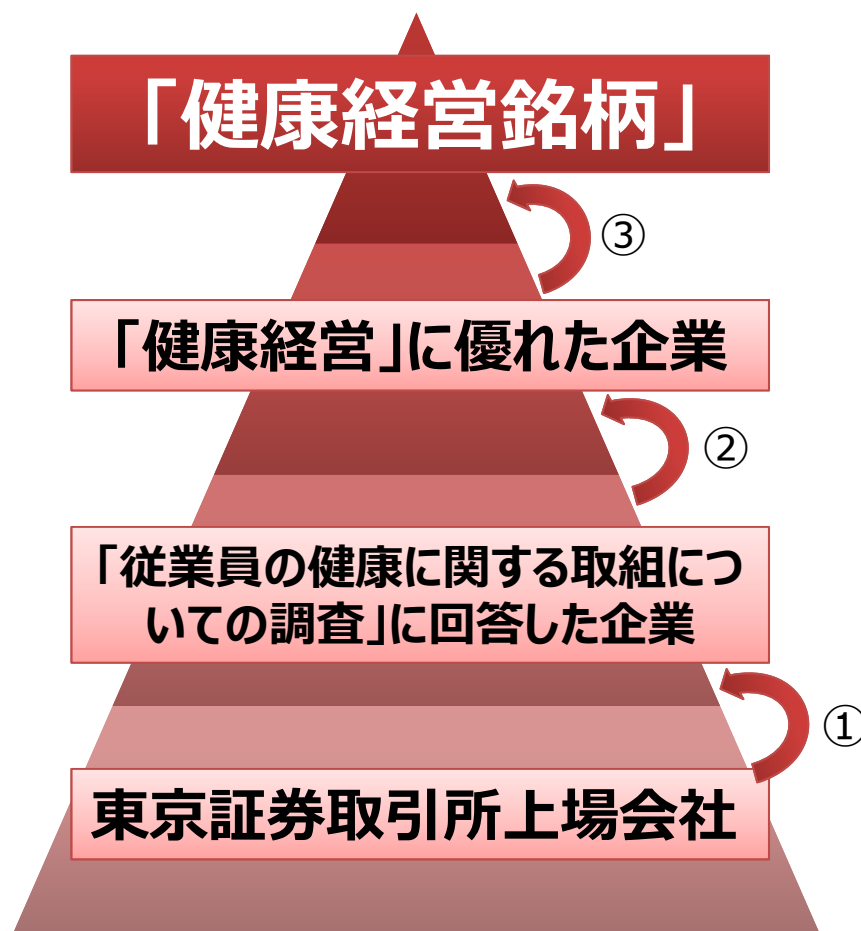 「健康経営銘柄」
③
「健康経営」に優れた企業
②
「従業員の健康に関する取組につ
いての調査」に回答した企業
①
東京証券取引所上場会社